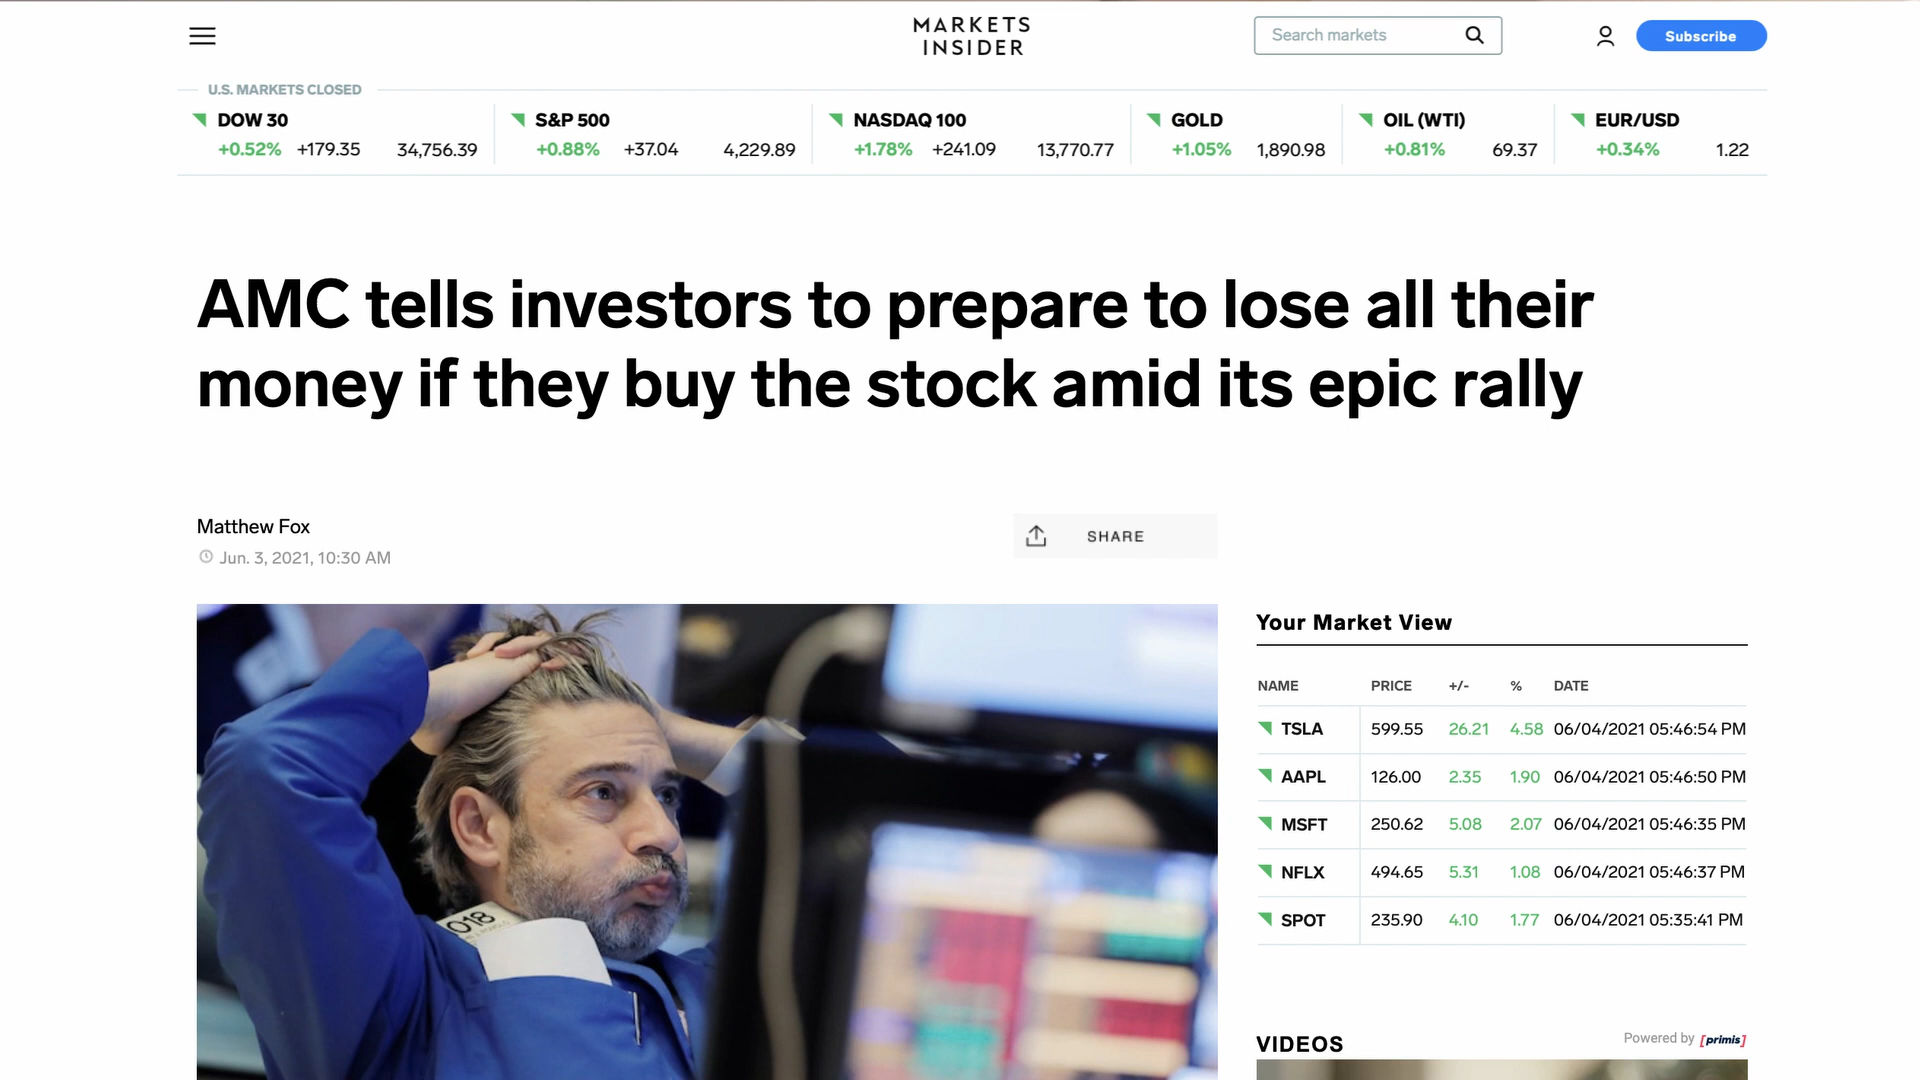 MARKETS
INSIDER
Search markets
Subscribe
U.S. MARKETS CLOSED
DOW 30
+0.52% +179.35 34,756.39
S&P 500
+0.88% +37.04 4,229.89
NASDAQ 100
+1.78% +241.09 13,770.77
GOLD
+1.05% 1,890.98
OIL (WTI)
+0.81% 69.37
EUR/USD
+0.34% 1.22
AMC tells investors to prepare to lose all their
money if they buy the stock amid its epic rally
Matthew Fox
Jun. 3, 2021, 10:30 AM
SHARE
018
Your Market View
NAME PRICE +/- % DATE
TSLA 599.55 26.21 4.58 06/04/2021 05:46:54 PM
AAPL 126.00 2.35 1.90 06/04/2021 05:46:50 PM
MSFT 250.62 5.08 2.07 06/04/2021 05:46:35 PM
NFLX 494.65 5.31 1.08 06/04/2021 05:46:37 PM
SPOT 235.90 4.10 1.77 06/04/2021 05:35:41 PM
VIDEOS
Powered by [primis]